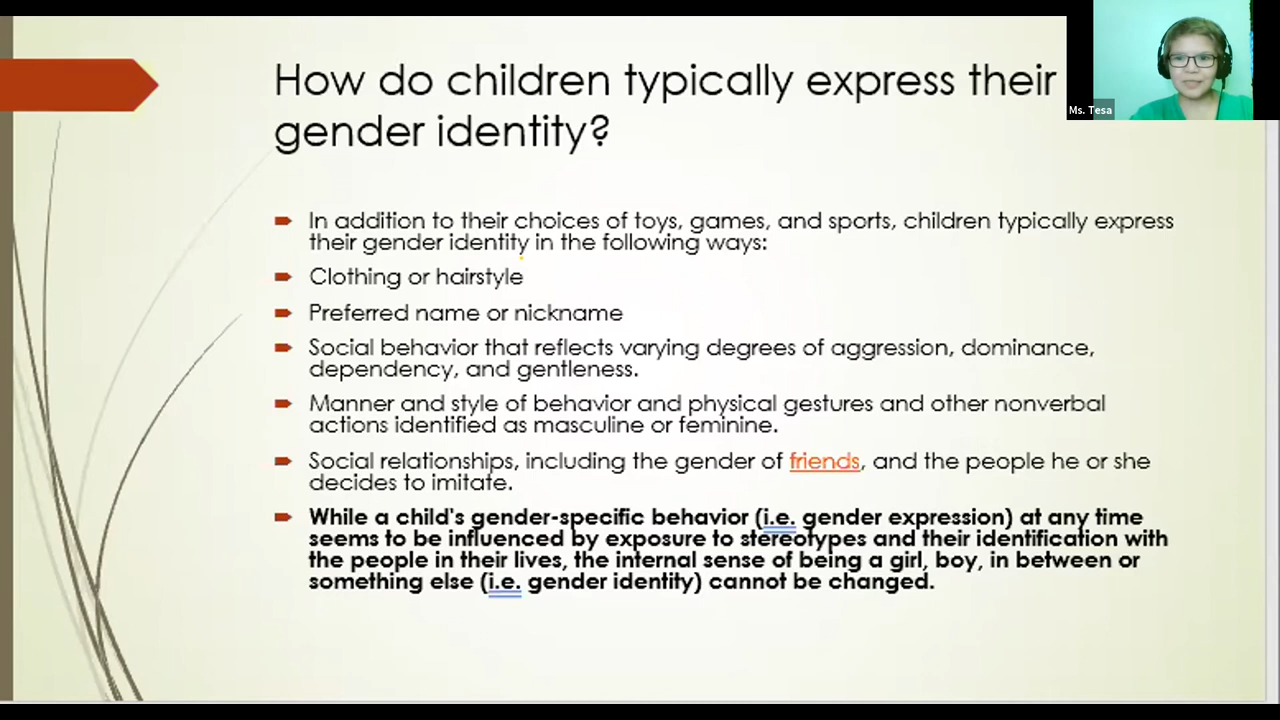 How do children typically express their
gender identity?
Ms. Tesa
In addition to their choices of toys, games, and sports, children typically express
their gender identity in the following ways:
Clothing or hairstyle
Preferred name or nickname
Social behavior that reflects varying degrees of aggression, dominance,
dependency, and gentleness.
Manner and style of behavior and physical gestures and other nonverbal
actions identified as masculine or feminine.
Social relationships, including the gender of friends, and the people he or she
decides to imitate.
While a child's gender-specific behavior (i.e. gender expression) at any time
seems to be influenced by exposure to stereotypes and their identification with
the people in their lives, the internal sense of being a girl, boy, in between or
something else (i.e. gender identity) cannot be changed.